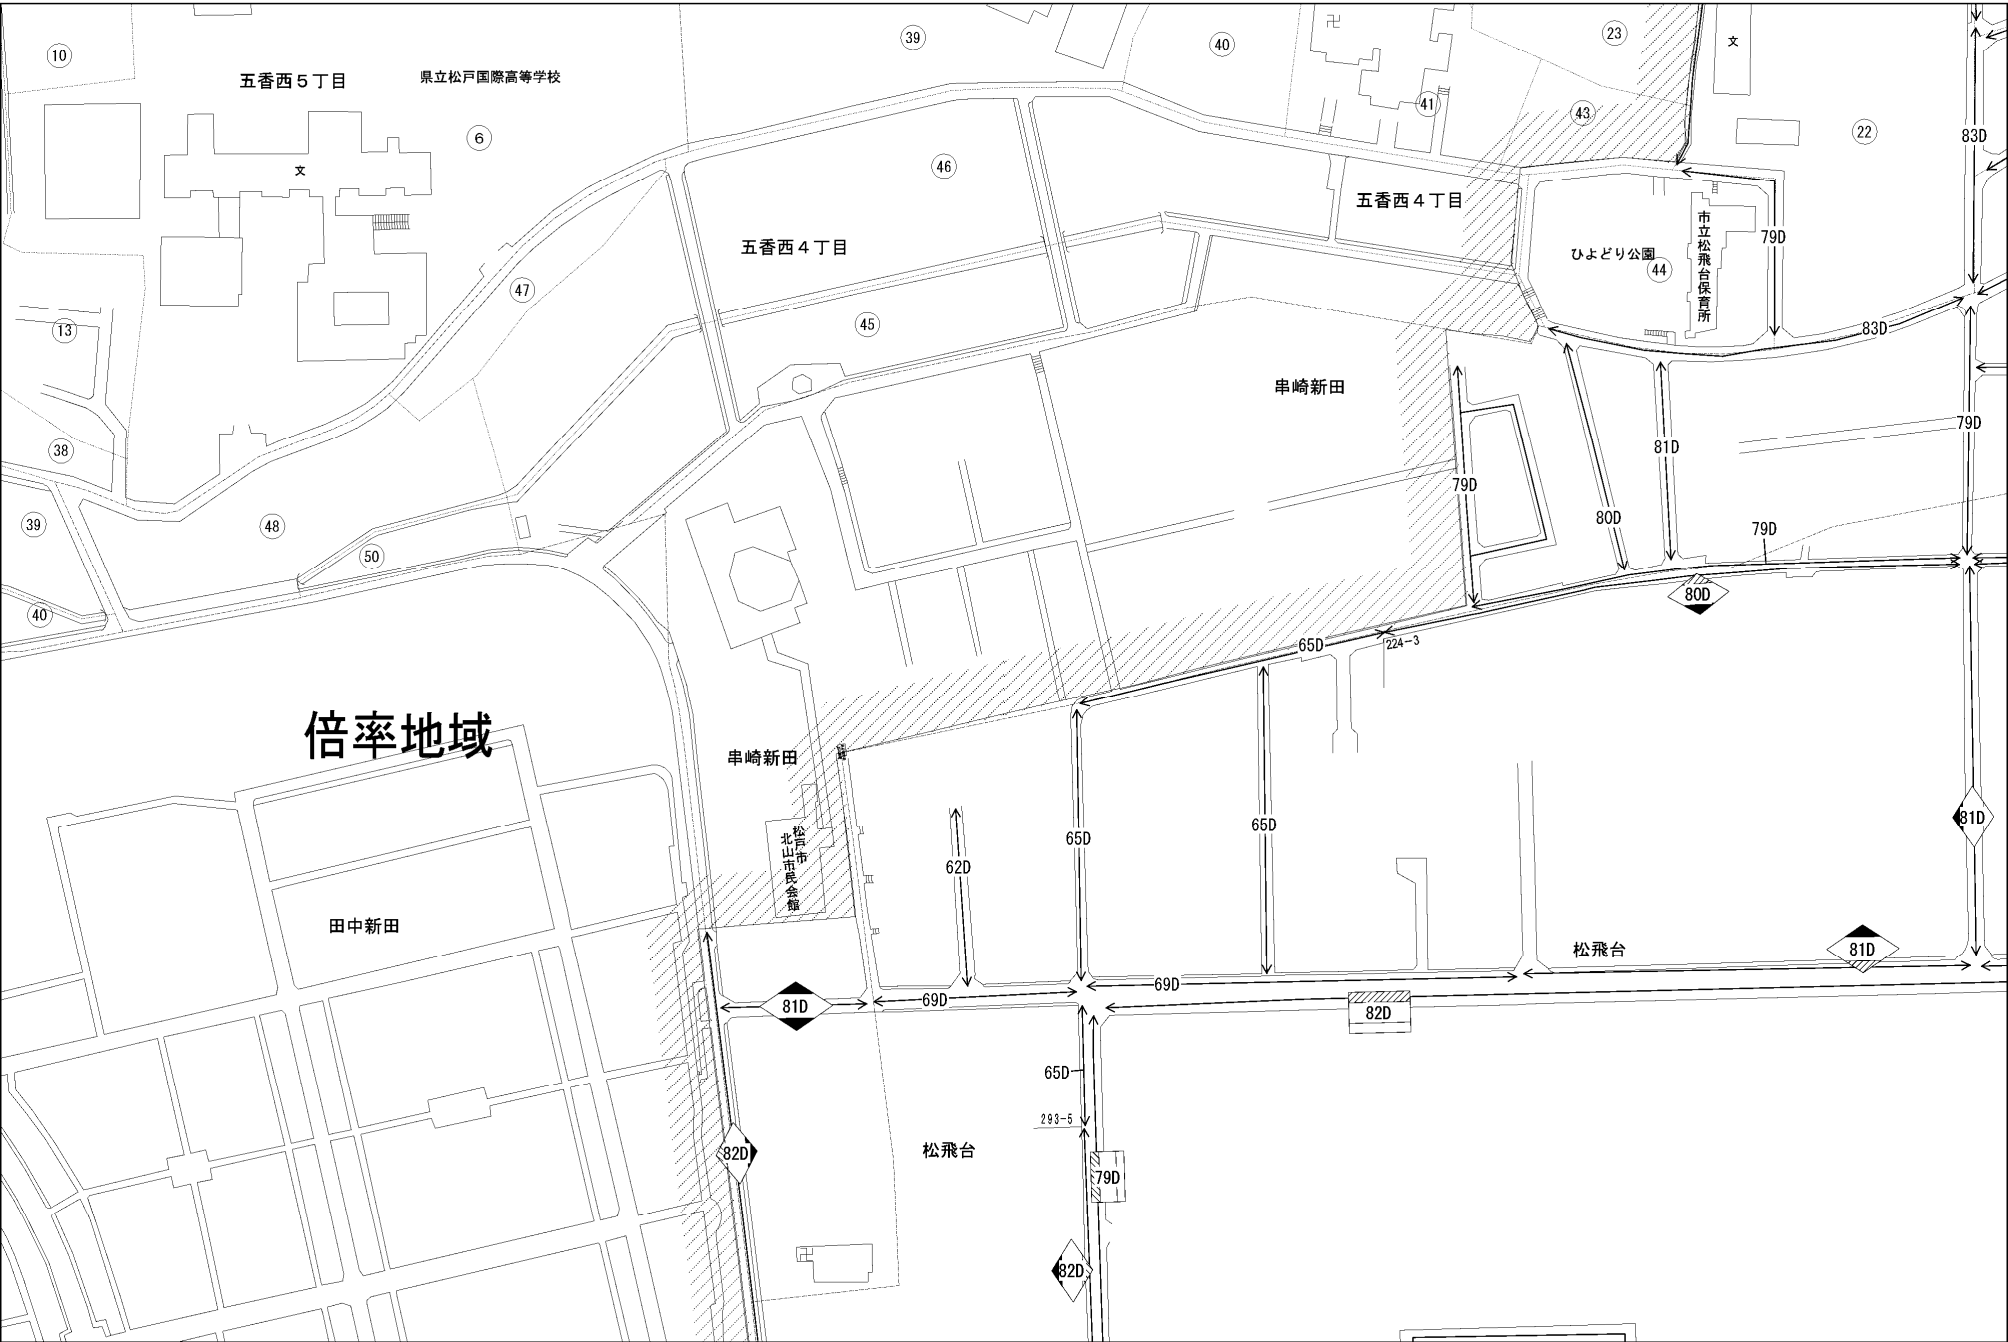 10
五香西5丁目
県立松戸国際高等学校
39
40
卍
23
文
41
43
22
83D
6
文
46
五香西4丁目
五香西4丁目
市立松飛台保育所
79D
ひよどり公園
44
47
45
13
83D
串崎新田
38
81D
79D
79D
80D
39
48
50
79D
40
80D
65D
224-3
倍率地域
串崎新田
松戸市
北山市民会館
62D
65D
65D
81D
田中新田
松飛台
81D
81D
69D
69D
82D
65D
293-5
松飛台
82D
79D
卍
82D